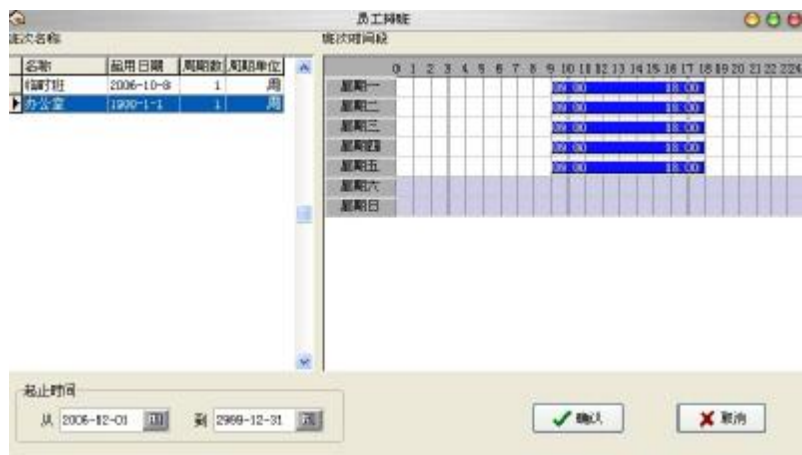 员工排班
班次名称
班次时间段
名称 起用日期 周期数 周期单位
临时班 2006-10-8 1 周
办公室 1900-1-1 1 周
0 1 2 3 4 5 6 7 8 9 10 11 12 13 14 15 16 17 18 19 20 21 22 23 24
星期一 09:00 18:00
星期二 09:00 18:00
星期三 09:00 18:00
星期四 09:00 18:00
星期五 09:00 18:00
星期六
星期日
起止时间
从 2006-12-01 到 2999-12-31
确认 取消